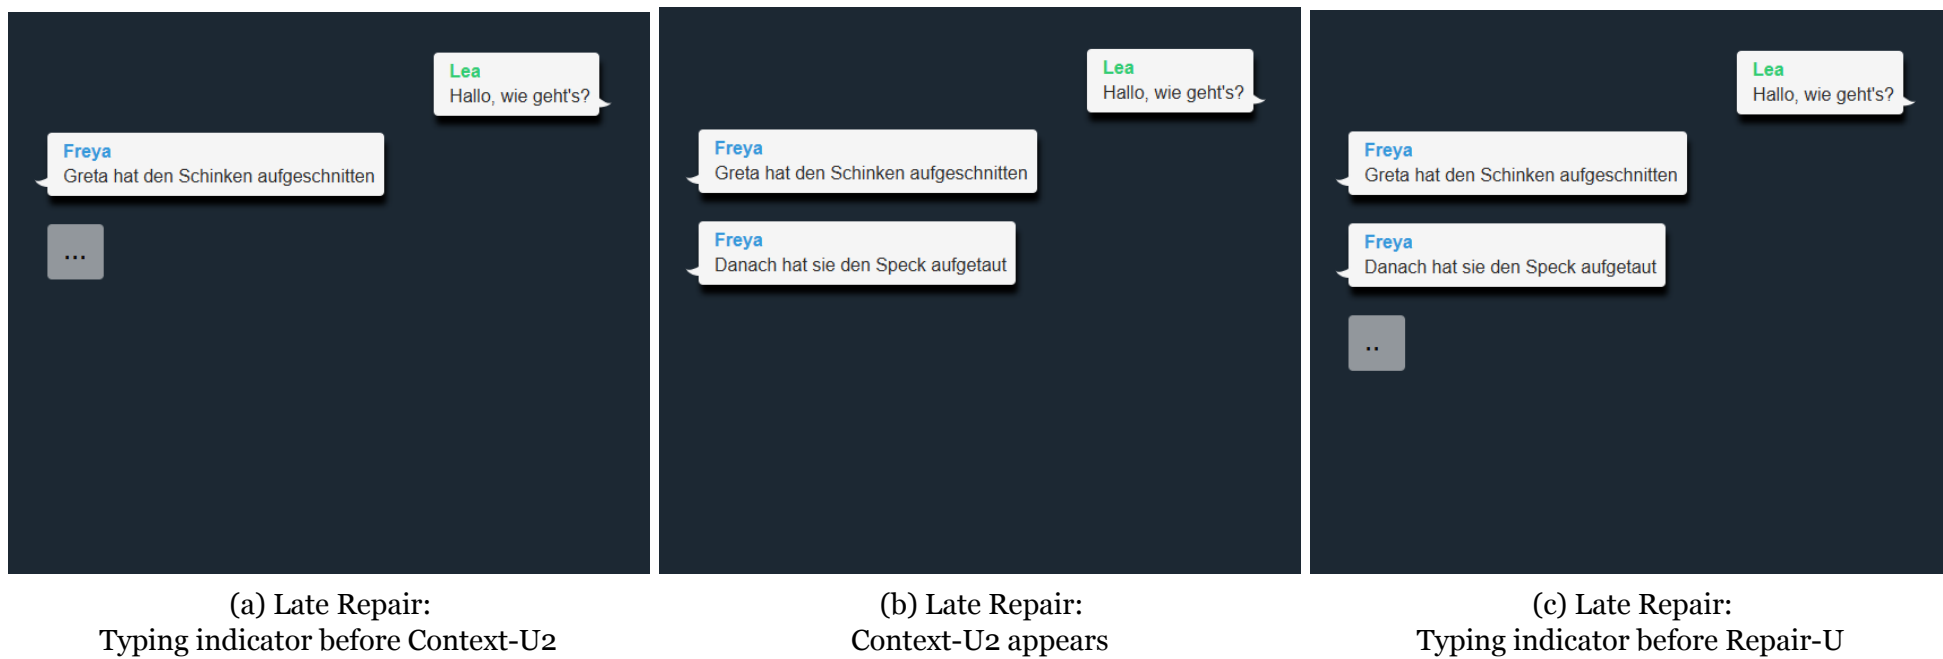 Lea
Hallo, wie geht's?
Freya
Greta hat den Schinken aufgeschnitten
...
(a) Late Repair:
Typing indicator before Context-U2
Lea
Hallo, wie geht's?
Freya
Greta hat den Schinken aufgeschnitten
Freya
Danach hat sie den Speck aufgetaut
(b) Late Repair:
Context-U2 appears
Lea
Hallo, wie geht's?
Freya
Greta hat den Schinken aufgeschnitten
Freya
Danach hat sie den Speck aufgetaut
..
(c) Late Repair:
Typing indicator before Repair-U